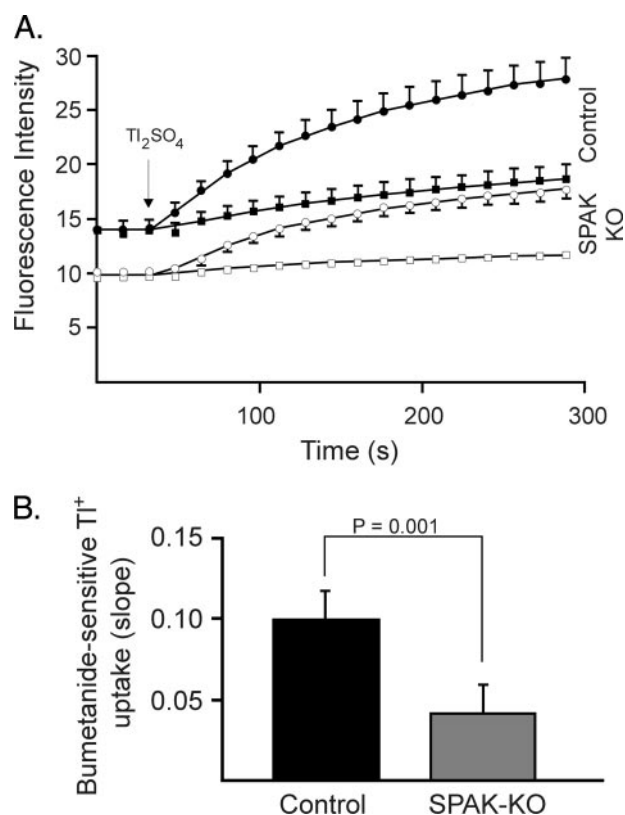 A.
Fluorescence Intensity
30
25
20
15
10
5
Tl₂SO₄
Control
SPAK
KO
100
200
300
Time (s)
B.
Bumetanide-sensitive Tl⁺
uptake (slope)
0.15
0.10
0.05
P = 0.001
Control
SPAK-KO